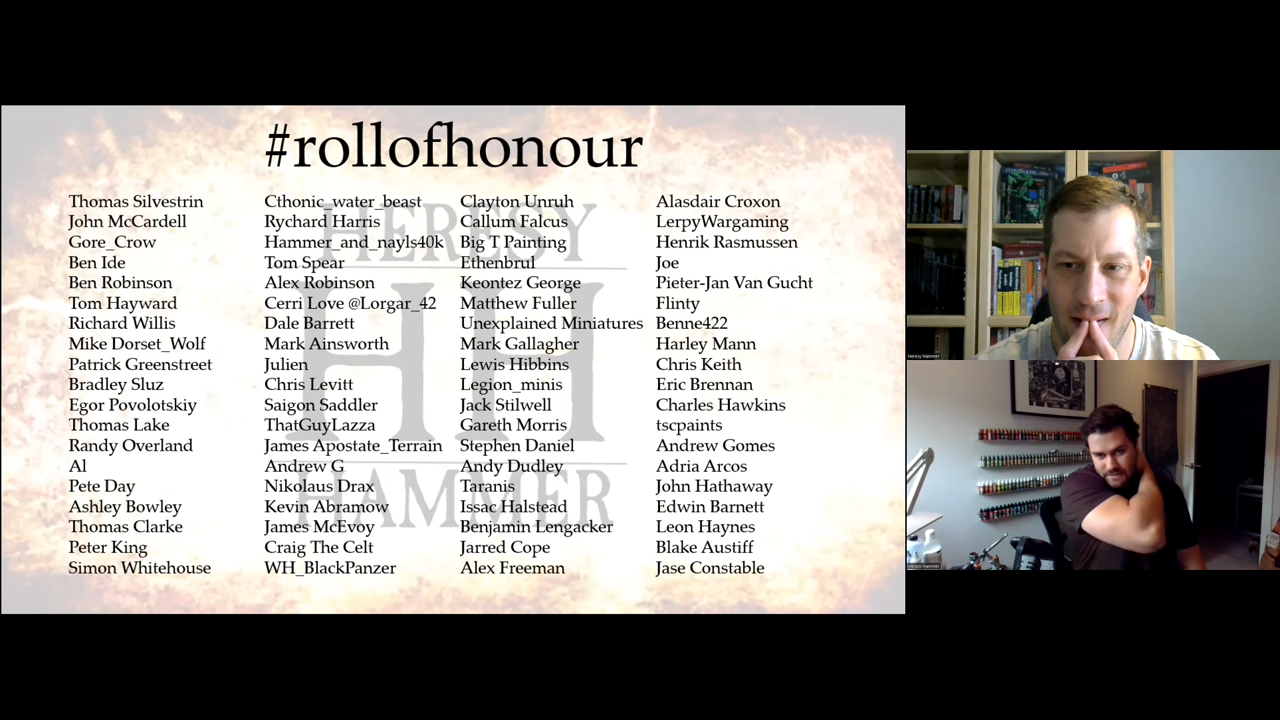 #rollofhonour
Thomas Silvestrin
John McCardell
Gore_Crow
Ben Ide
Ben Robinson
Tom Hayward
Richard Willis
Mike Dorset_Wolf
Patrick Greenstreet
Bradley Sluz
Egor Povolotskiy
Thomas Lake
Randy Overland
Al
Pete Day
Ashley Bowley
Thomas Clarke
Peter King
Simon Whitehouse
Cthonic_water_beast
Rychard Harris
Hammer_and_nayls40k
Tom Spear
Alex Robinson
Cerri Love @Lorgar_42
Dale Barrett
Mark Ainsworth
Julien
Chris Levitt
Saigon Saddler
ThatGuyLazza
James Apostate_Terrain
Andrew G
Nikolaus Drax
Kevin Abramow
James McEvoy
Craig The Celt
WH_BlackPanzer
Clayton Unruh
Callum Falcus
Big T Painting
Ethenbrul
Keontez George
Matthew Fuller
Unexplained Miniatures
Mark Gallagher
Lewis Hibbins
Legion_minis
Jack Stilwell
Gareth Morris
Stephen Daniel
Andy Dudley
Taranis
Issac Halstead
Benjamin Lengacker
Jarred Cope
Alex Freeman
Alasdair Croxon
LerpyWargaming
Henrik Rasmussen
Joe
Pieter-Jan Van Gucht
Flinty
Benne422
Harley Mann
Chris Keith
Eric Brennan
Charles Hawkins
tscpaints
Andrew Gomes
Adria Arcos
John Hathaway
Edwin Barnett
Leon Haynes
Blake Austiff
Jase Constable
HERESY
HH
HAMMER
Heresy Hammer
Heresy Hammer